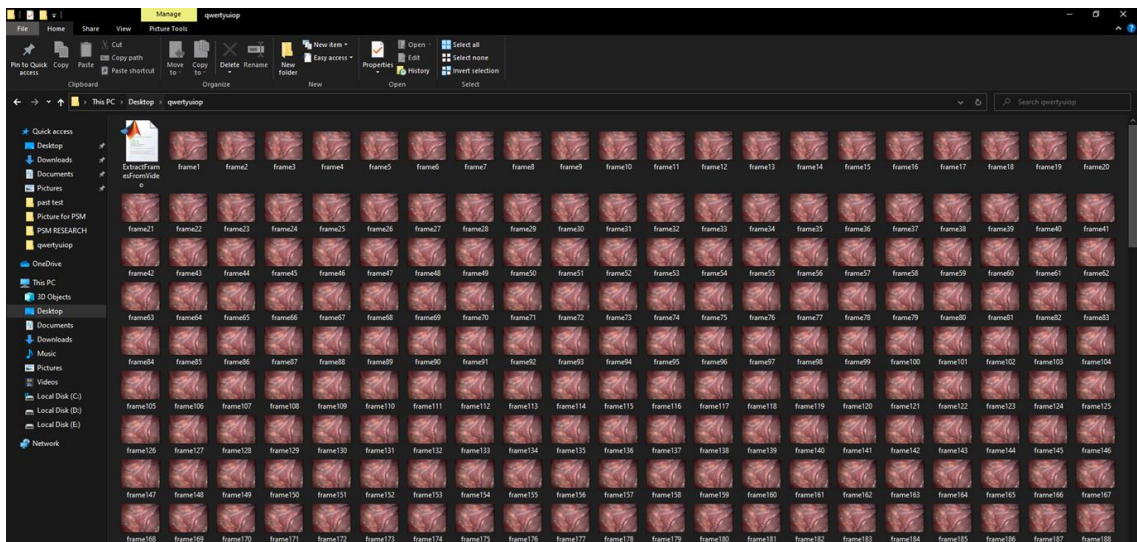 Manage
qwertyuiop
File
Home
Share
View
Picture Tools
Pin to Quick access
Copy
Paste
Cut
Copy path
Paste shortcut
Clipboard
Move to
Copy to
Delete
Rename
Organize
New folder
New item
Easy access
New
Properties
Open
Edit
History
Open
Select all
Select none
Invert selection
Select
This PC > Desktop > qwertyuiop
Search qwertyuiop
Quick access
Desktop
Downloads
Documents
Pictures
past test
Picture for PSM
PSM RESEARCH
qwertyuiop
OneDrive
This PC
3D Objects
Desktop
Documents
Downloads
Music
Pictures
Videos
Local Disk (C:)
Local Disk (D:)
Local Disk (E:)
Network
ExtractFram
esFromVide
o
frame1 frame2 frame3 frame4 frame5 frame6 frame7 frame8 frame9 frame10 frame11 frame12 frame13 frame14 frame15 frame16 frame17 frame18 frame19 frame20
frame21 frame22 frame23 frame24 frame25 frame26 frame27 frame28 frame29 frame30 frame31 frame32 frame33 frame34 frame35 frame36 frame37 frame38 frame39 frame40 frame41
frame42 frame43 frame44 frame45 frame46 frame47 frame48 frame49 frame50 frame51 frame52 frame53 frame54 frame55 frame56 frame57 frame58 frame59 frame60 frame61 frame62
frame63 frame64 frame65 frame66 frame67 frame68 frame69 frame70 frame71 frame72 frame73 frame74 frame75 frame76 frame77 frame78 frame79 frame80 frame81 frame82 frame83
frame84 frame85 frame86 frame87 frame88 frame89 frame90 frame91 frame92 frame93 frame94 frame95 frame96 frame97 frame98 frame99 frame100 frame101 frame102 frame103 frame104
frame105 frame106 frame107 frame108 frame109 frame110 frame111 frame112 frame113 frame114 frame115 frame116 frame117 frame118 frame119 frame120 frame121 frame122 frame123 frame124 frame125
frame126 frame127 frame128 frame129 frame130 frame131 frame132 frame133 frame134 frame135 frame136 frame137 frame138 frame139 frame140 frame141 frame142 frame143 frame144 frame145 frame146
frame147 frame148 frame149 frame150 frame151 frame152 frame153 frame154 frame155 frame156 frame157 frame158 frame159 frame160 frame161 frame162 frame163 frame164 frame165 frame166 frame167
frame168 frame169 frame170 frame171 frame172 frame173 frame174 frame175 frame176 frame177 frame178 frame179 frame180 frame181 frame182 frame183 frame184 frame185 frame186 frame187 frame188